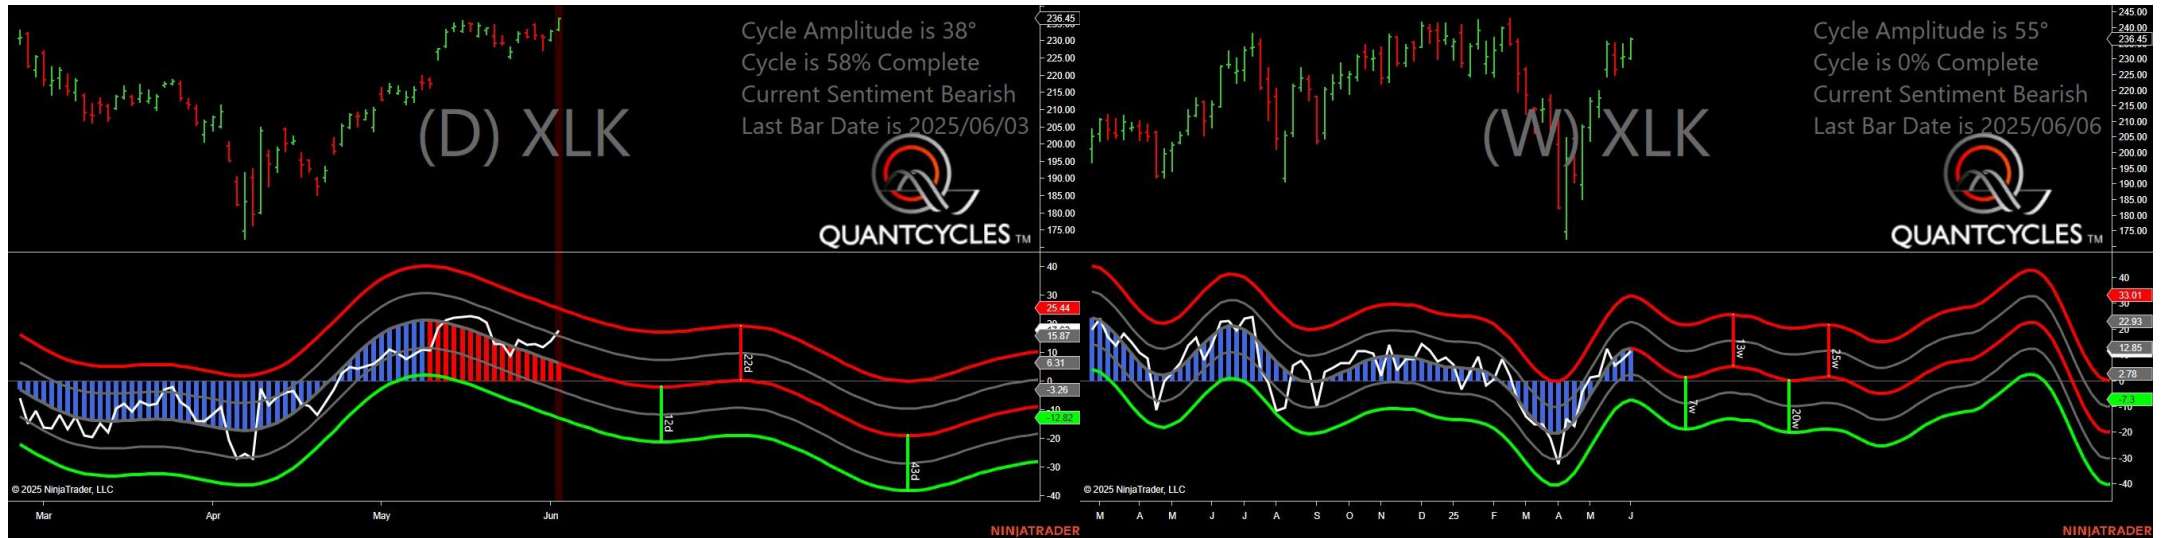 Cycle Amplitude is 38°
Cycle is 58% Complete
Current Sentiment Bearish
Last Bar Date is 2025/06/03
(D) XLK
QUANTCYCLES TM
236.45
230.00
225.00
220.00
215.00
210.00
205.00
200.00
195.00
190.00
185.00
180.00
175.00
40
30
25.44
15.87
10
6.31
0
-3.26
-12.82
-20
-30
-40
22d
12d
43d
© 2025 NinjaTrader, LLC
Mar Apr May Jun
NINJATRADER
Cycle Amplitude is 55°
Cycle is 0% Complete
Current Sentiment Bearish
Last Bar Date is 2025/06/06
(W) XLK
QUANTCYCLES TM
245.00
240.00
236.45
230.00
225.00
220.00
215.00
210.00
205.00
200.00
195.00
190.00
185.00
180.00
175.00
40
33.01
30
22.93
12.85
2.78
0
-7.3
-10
-20
-30
-40
13w
25w
7w
20w
© 2025 NinjaTrader, LLC
M A M J J A S O N D 25 F M A M J
NINJATRADER